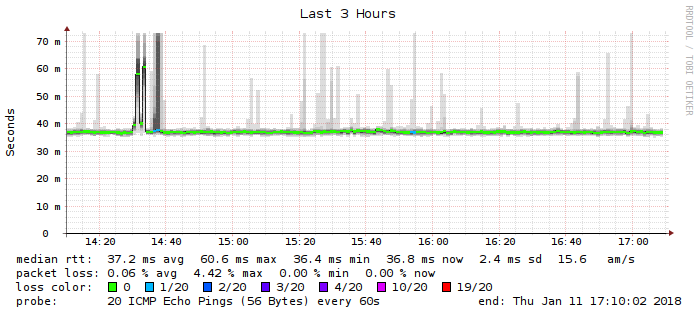 Last 3 Hours
RRDTOOL / TOBI OETIKER
Seconds
70 m
60 m
50 m
40 m
30 m
20 m
10 m
0
14:20 14:40 15:00 15:20 15:40 16:00 16:20 16:40 17:00
median rtt: 37.2 ms avg 60.6 ms max 36.4 ms min 36.8 ms now 2.4 ms sd 15.6 am/s
packet loss: 0.06 % avg 4.42 % max 0.00 % min 0.00 % now
loss color: 0 1/20 2/20 3/20 4/20 10/20 19/20
probe: 20 ICMP Echo Pings (56 Bytes) every 60s end: Thu Jan 11 17:10:02 2018